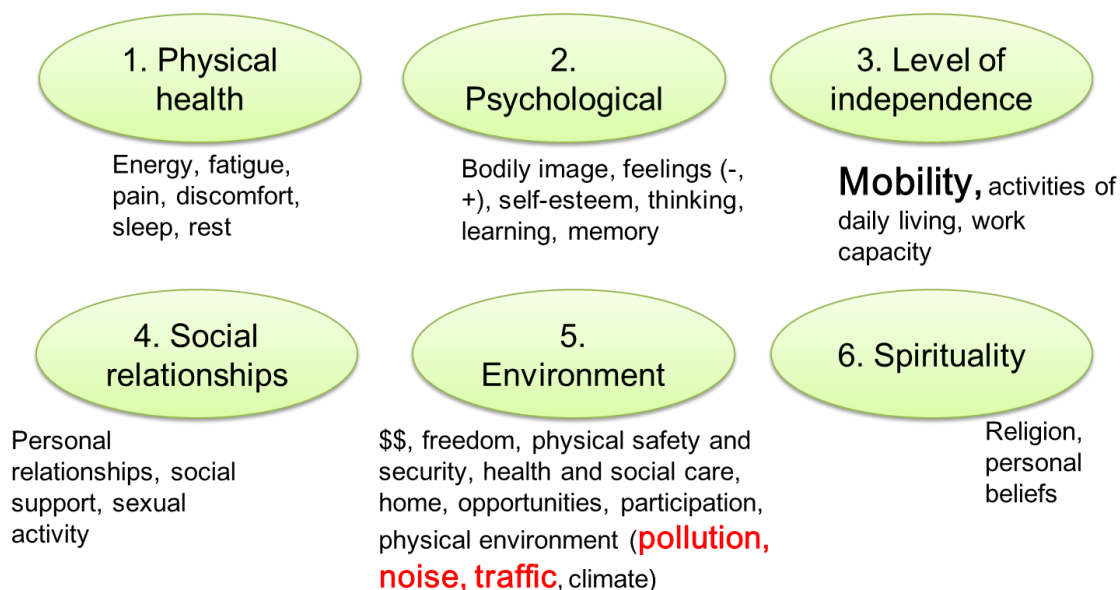 1. Physical
health
Energy, fatigue,
pain, discomfort,
sleep, rest
2.
Psychological
Bodily image, feelings (-,
+), self-esteem, thinking,
learning, memory
3. Level of
independence
Mobility, activities of
daily living, work
capacity
4. Social
relationships
Personal
relationships, social
support, sexual
activity
5.
Environment
$$, freedom, physical safety and
security, health and social care,
home, opportunities, participation,
physical environment (pollution,
noise, traffic, climate)
6. Spirituality
Religion,
personal
beliefs